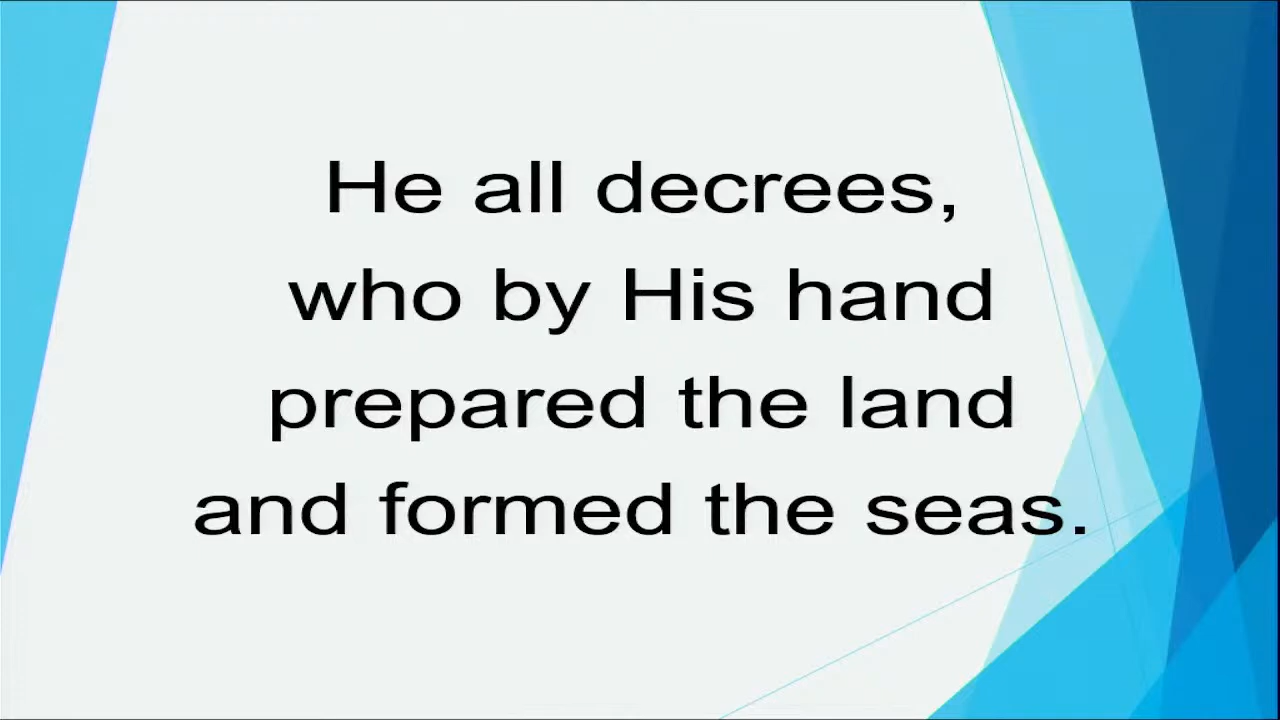 He all decrees,
who by His hand
prepared the land
and formed the seas.